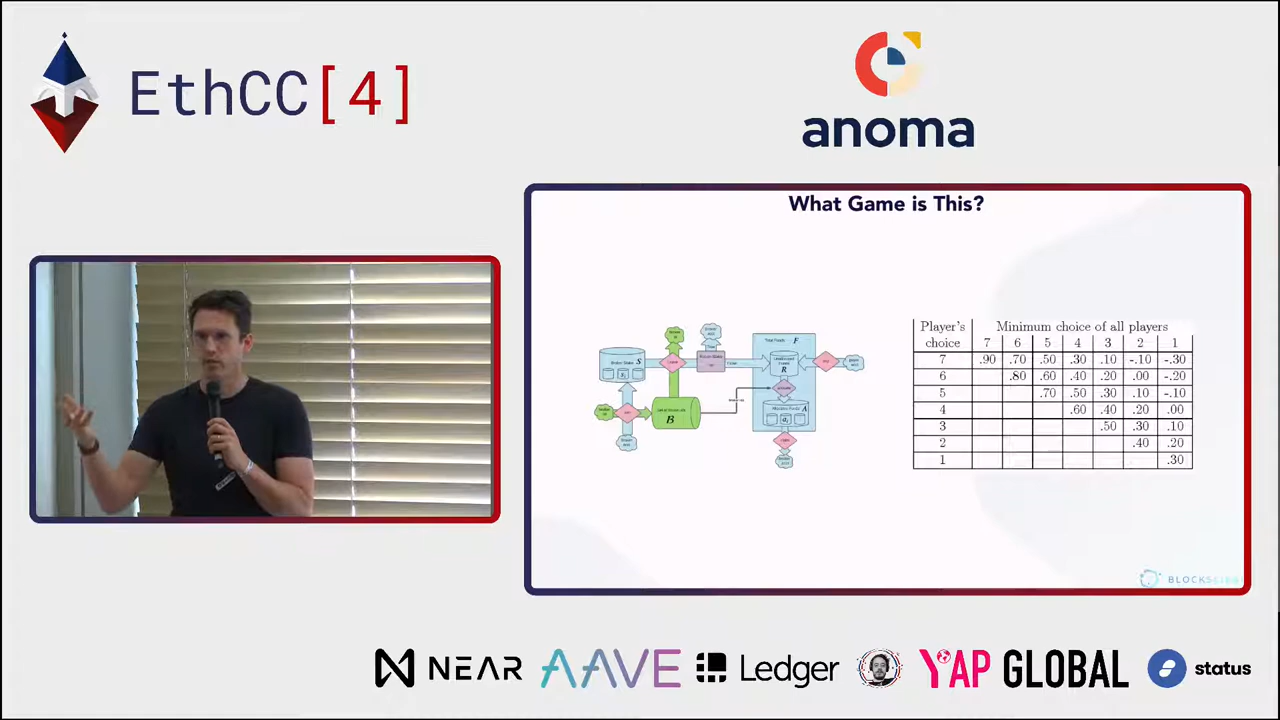 EthCC[4]
anoma
What Game is This?
Player's choice | Minimum choice of all players
7 6 5 4 3 2 1
7 .90 .70 .50 .30 .10 -.10 -.30
6 .80 .60 .40 .20 .00 -.20
5 .70 .50 .30 .10 -.10
4 .60 .40 .20 .00
3 .50 .30 .10
2 .40 .20
1 .30
S
F
R
B
A
BLOCKSCIENCE
NEAR
AAVE
Ledger
YAP GLOBAL
status